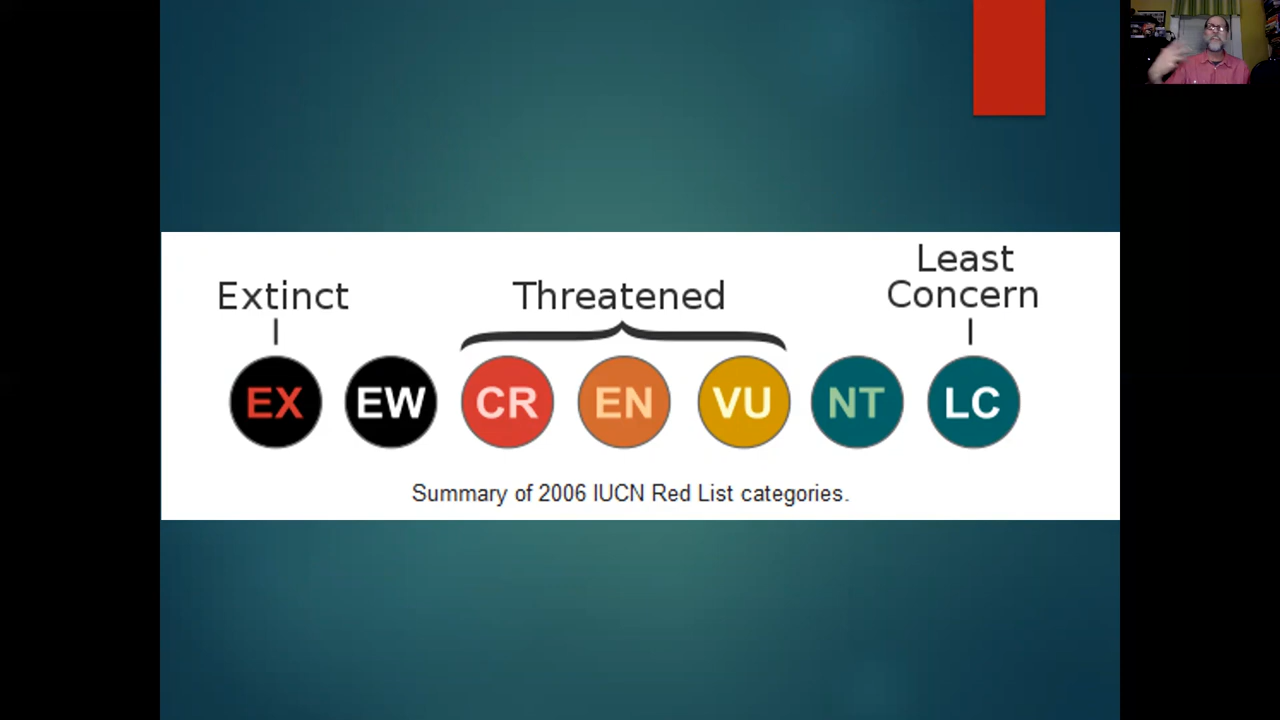 Least
Concern
Extinct
Threatened
EX
EW
CR
EN
VU
NT
LC
Summary of 2006 IUCN Red List categories.